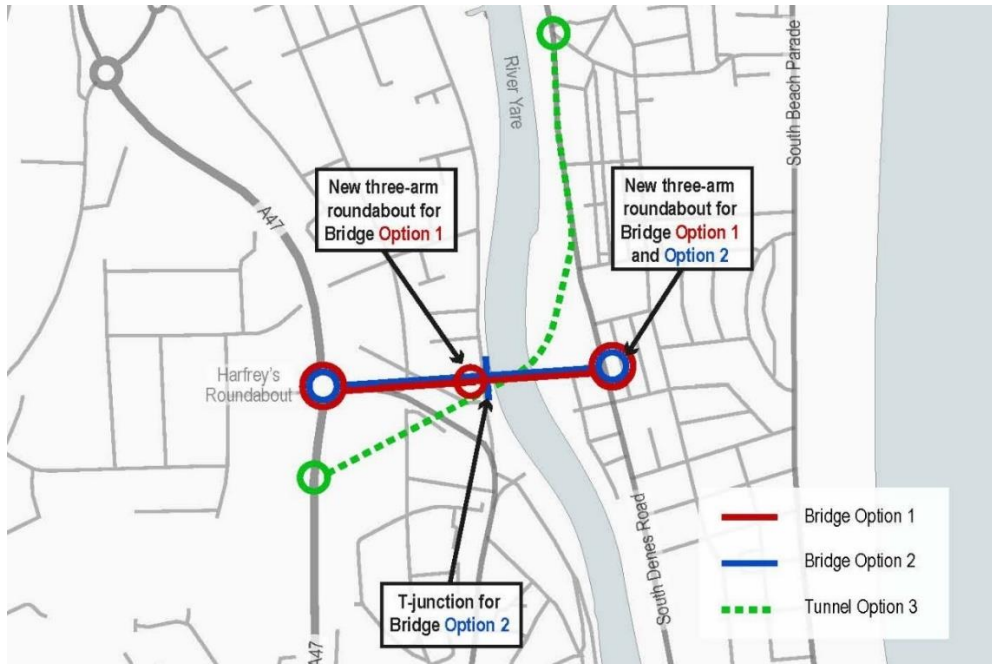 River Yare
South Beach Parade
New three-arm
roundabout for
Bridge Option 1
New three-arm
roundabout for
Bridge Option 1
and Option 2
A47
Harfrey's
Roundabout
T-junction for
Bridge Option 2
South Denes Road
A47
Bridge Option 1
Bridge Option 2
Tunnel Option 3